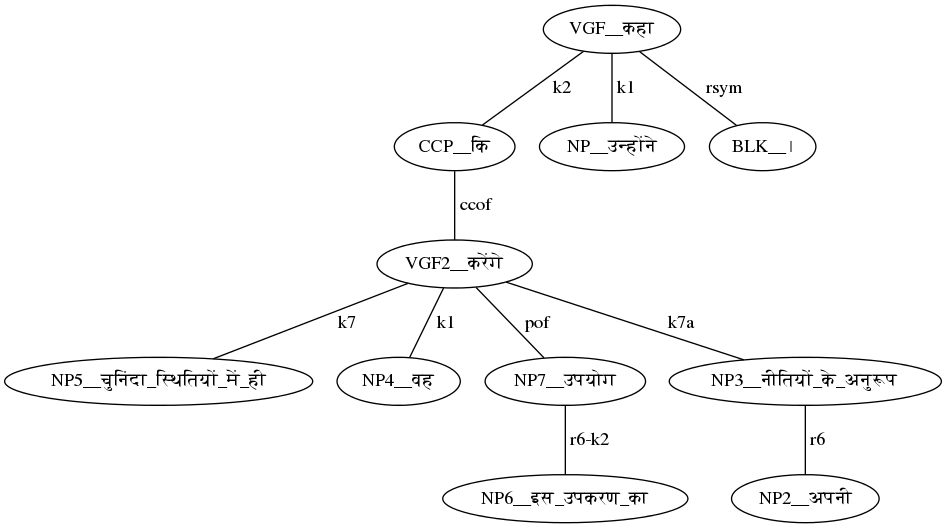 VGF__कहा
k2 k1 rsym
CCP__कि NP__उन्होंने BLK__।
ccof
VGF2__करेंगे
k7 k1 pof k7a
NP5__चुनिंदा_स्थितियों_में_ही NP4__वह NP7__उपयोग NP3__नीतियों_के_अनुरूप
r6-k2 r6
NP6__इस_उपकरण_का NP2__अपनी